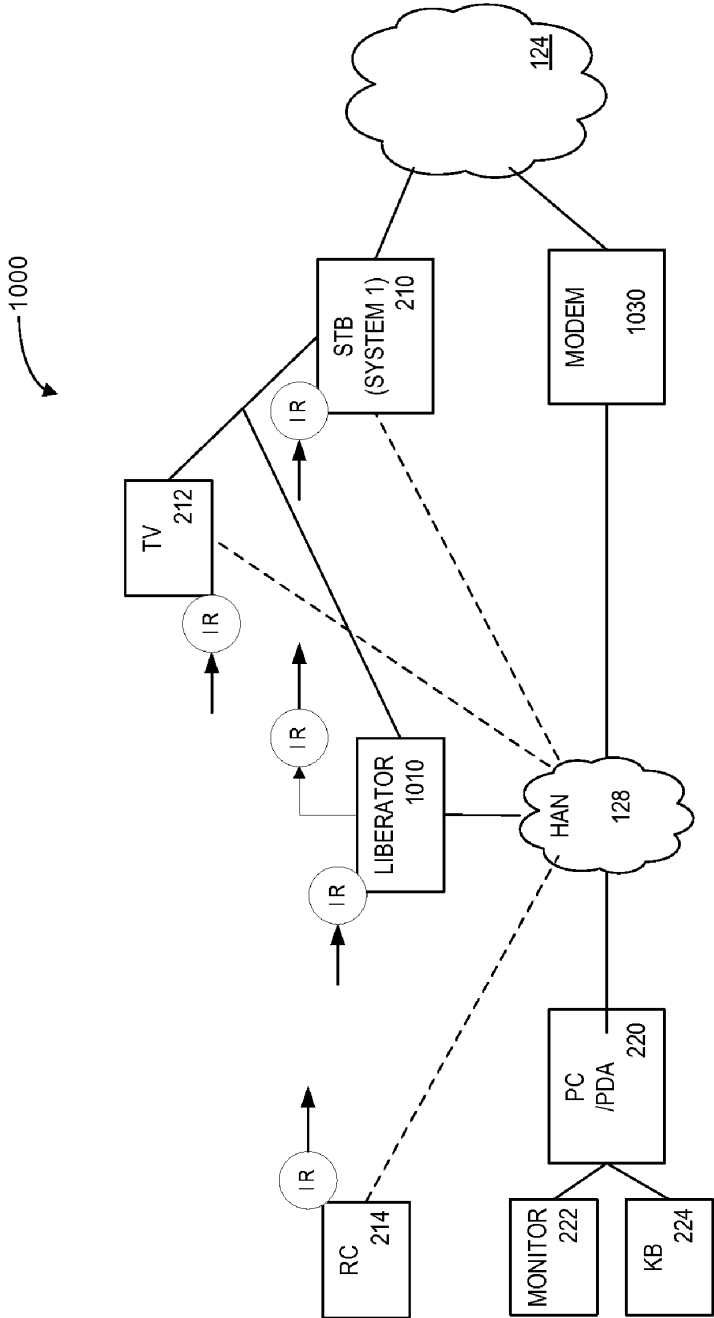 1000
124
TV
212
IR
STB
(SYSTEM 1)
210
IR
MODEM
1030
IR
IR
LIBERATOR
1010
HAN
128
IR
RC
214
PC
/PDA
220
MONITOR
222
KB
224